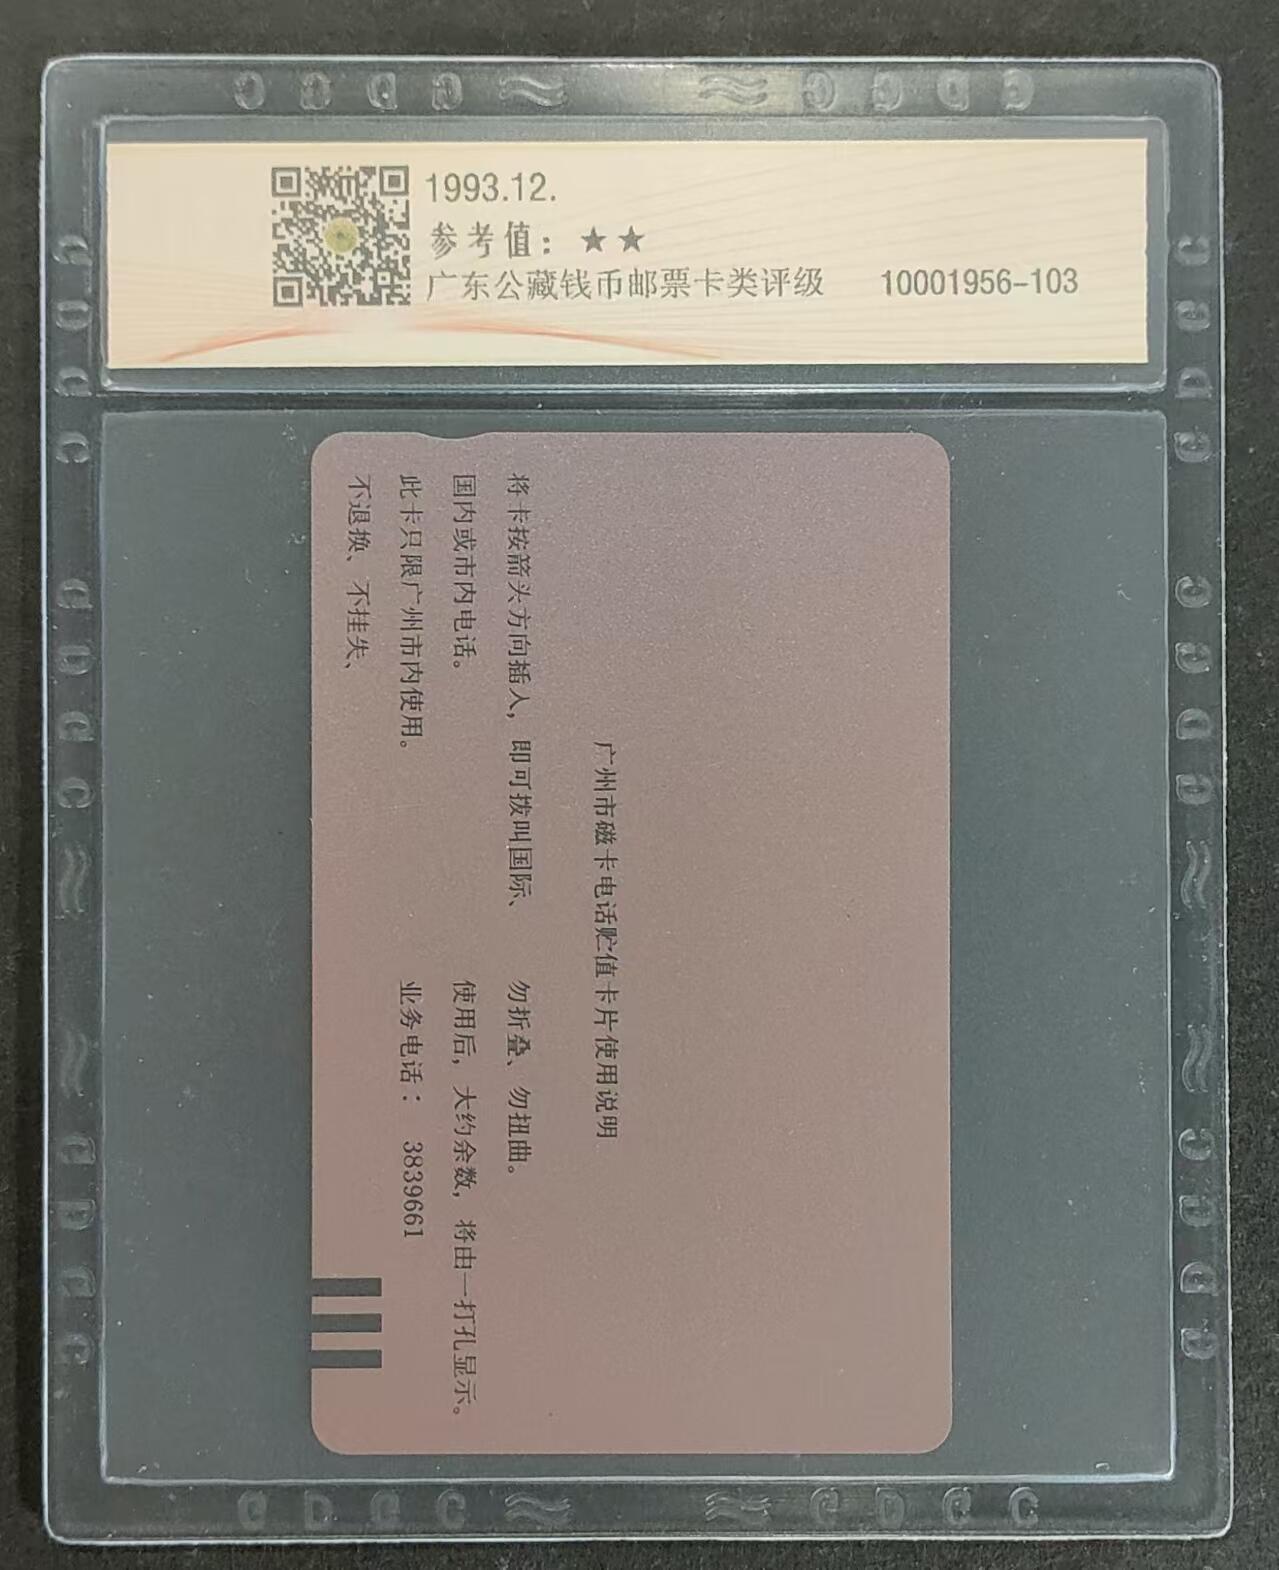 1993.12.
参考值：★★
广东公藏钱币邮票卡类评级 10001956-103
广州市磁卡电话贮值卡片使用说明
将卡按箭头方向插人，即可拨叫国际、
国内或市内电话。
此卡只限广州市内使用。
不退换、不挂失、
勿折叠、勿扭曲。
使用后，大约余数，将由一打孔显示。
业务电话： 3839661